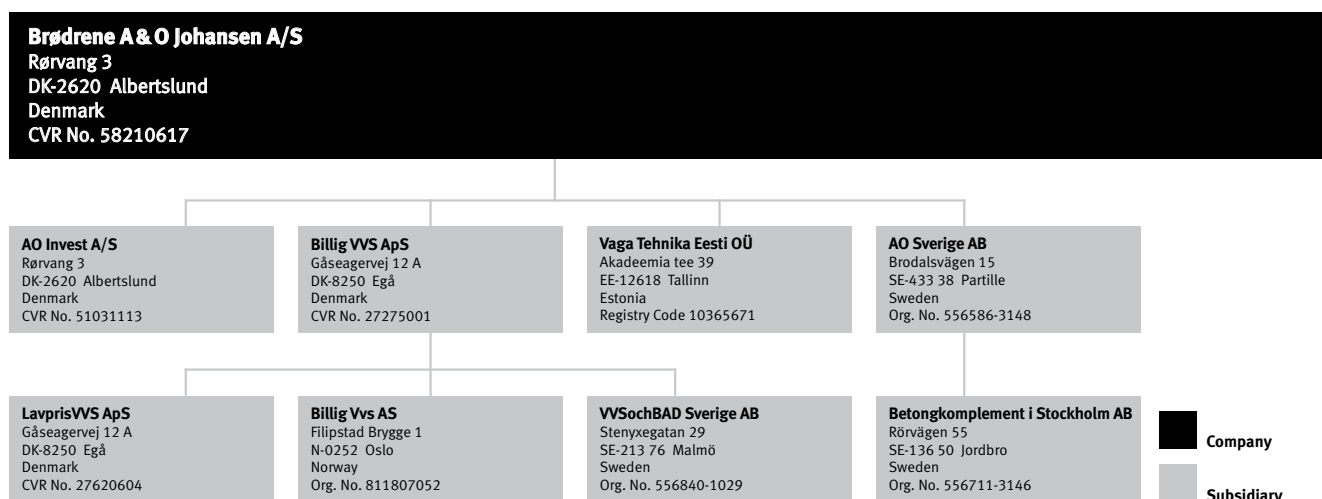 Brødrene A & O Johansen A/S
Rørvang 3
DK-2620 Albertslund
Denmark
CVR No. 58210617
AO Invest A/S
Rørvang 3
DK-2620 Albertslund
Denmark
CVR No. 51031113
Billig VVS ApS
Gåseagervej 12 A
DK-8250 Egå
Denmark
CVR No. 27275001
Vaga Tehnika Eesti OÜ
Akadeemia tee 39
EE-12618 Tallinn
Estonia
Registry Code 10365671
AO Sverige AB
Brodalsvägen 15
SE-433 38 Partille
Sweden
Org. No. 556586-3148
LavprisVVS ApS
Gåseagervej 12 A
DK-8250 Egå
Denmark
CVR No. 27620604
Billig Vvs AS
Filipstad Brygge 1
N-0252 Oslo
Norway
Org. No. 811807052
VVSochBAD Sverige AB
Stenyxegatan 29
SE-213 76 Malmö
Sweden
Org. No. 556840-1029
Betongkomplement i Stockholm AB
Rörvägen 55
SE-136 50 Jordbro
Sweden
Org. No. 556711-3146
Company
Subsidiary